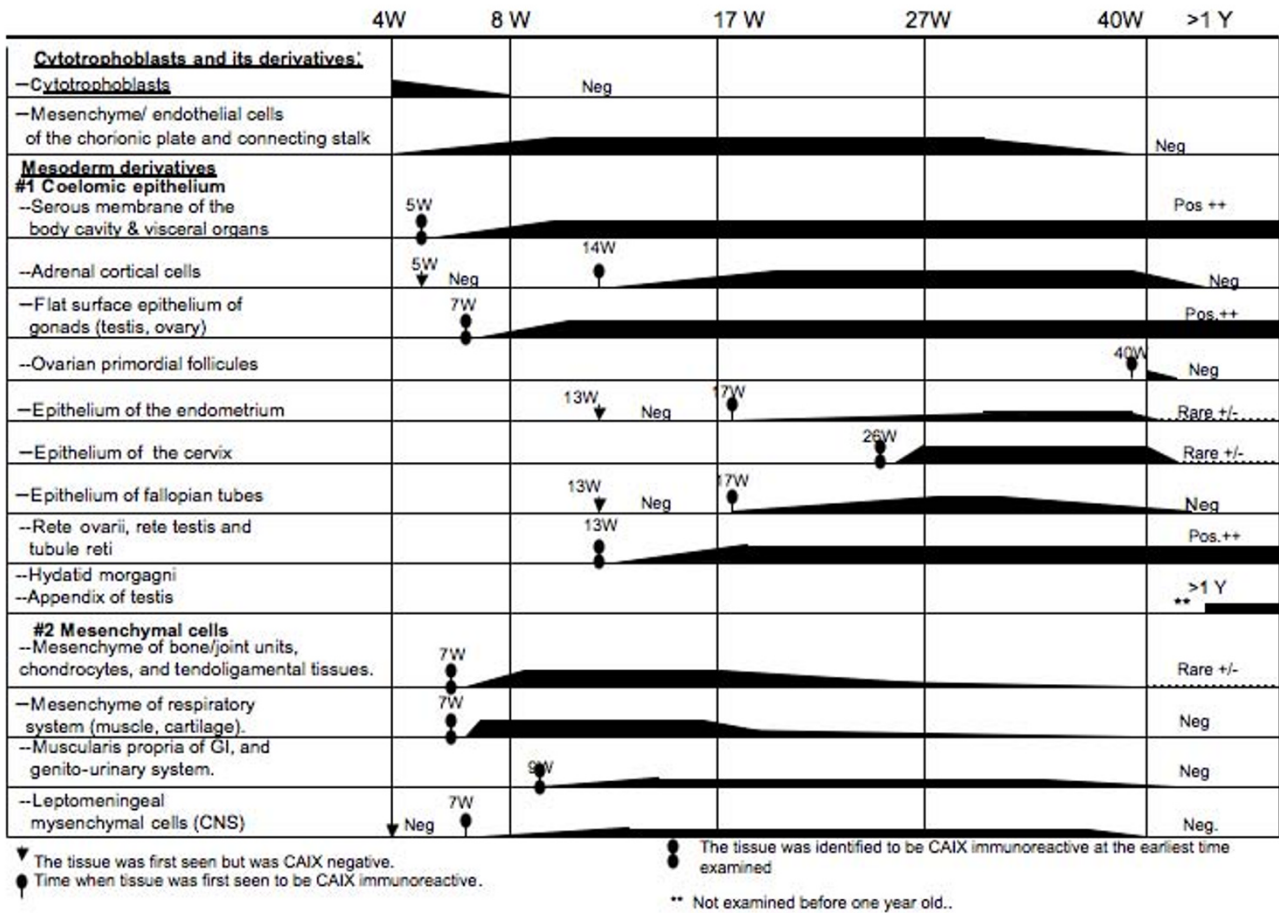 4W 8 W 17 W 27W 40W >1 Y
Cytotrophoblasts and its derivatives:
—Cytotrophoblasts Neg
—Mesenchyme/ endothelial cells
of the chorionic plate and connecting stalk Neg
Mesoderm derivatives
#1 Coelomic epithelium
--Serous membrane of the 5W Pos ++
body cavity & visceral organs
14W
--Adrenal cortical cells 5W Neg Neg
—Flat surface epithelium of 7W
gonads (testis, ovary) Pos.++
--Ovarian primordial follicules 40W Neg
—Epithelium of the endometrium 13W Neg 17W Rare +/-
—Epithelium of the cervix 26W Rare +/-
—Epithelium of fallopian tubes 13W Neg 17W Neg
--Rete ovarii, rete testis and 13W Pos.++
tubule reti
--Hydatid morgagni
--Appendix of testis ** >1 Y
#2 Mesenchymal cells
--Mesenchyme of bone/joint units, 7W
chondrocytes, and tendoligamental tissues. Rare +/-
—Mesenchyme of respiratory 7W
system (muscle, cartilage). Neg
--Muscularis propria of GI, and
genito-urinary system. 9W Neg
--Leptomeningeal 7W
mysenchymal cells (CNS) Neg Neg.
The tissue was first seen but was CAIX negative.
Time when tissue was first seen to be CAIX immunoreactive.
The tissue was identified to be CAIX immunoreactive at the earliest time
examined
** Not examined before one year old..